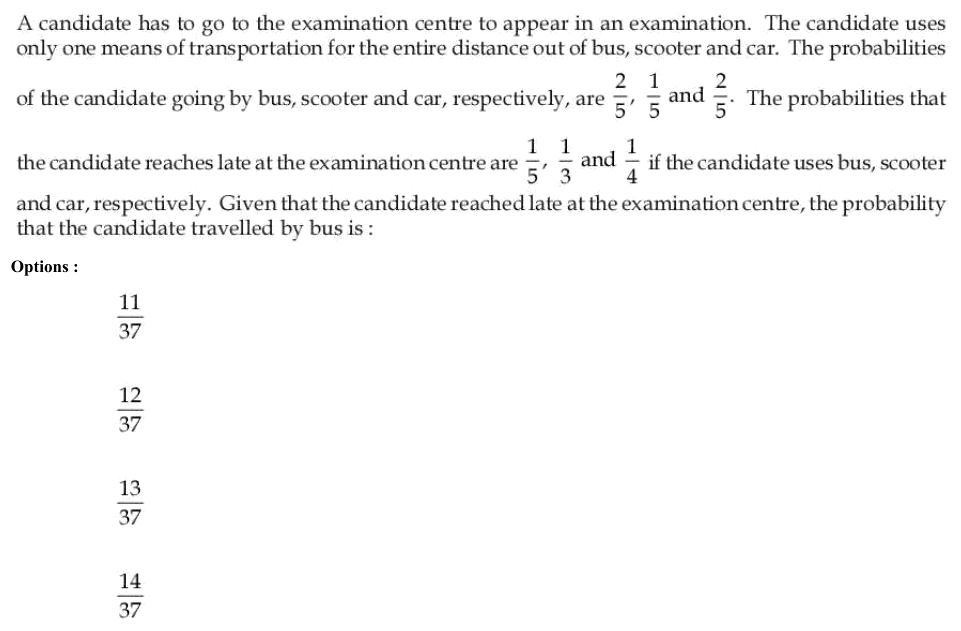 A candidate has to go to the examination centre to appear in an examination. The candidate uses
only one means of transportation for the entire distance out of bus, scooter and car. The probabilities
of the candidate going by bus, scooter and car, respectively, are 2/5, 1/5 and 2/5. The probabilities that
the candidate reaches late at the examination centre are 1/5, 1/3 and 1/4 if the candidate uses bus, scooter
and car, respectively. Given that the candidate reached late at the examination centre, the probability
that the candidate travelled by bus is :
Options :
11/37
12/37
13/37
14/37